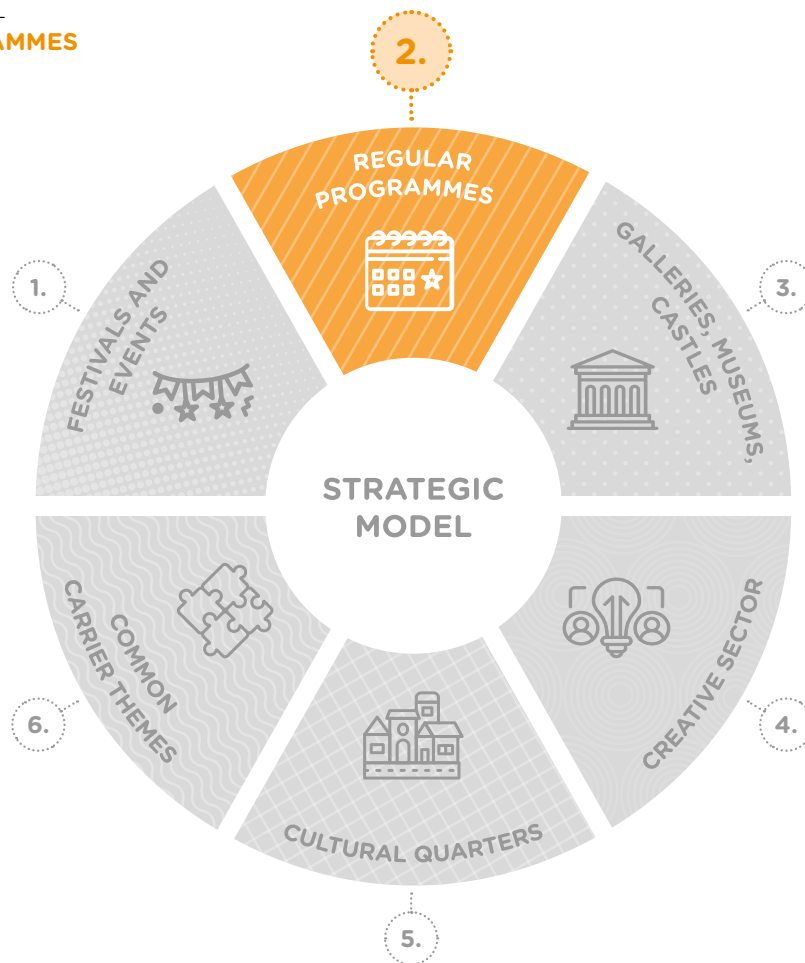 2.
REGULAR
PROGRAMMES
1.
FESTIVALS AND
EVENTS
GALLERIES, MUSEUMS,
CASTLES
3.
STRATEGIC
MODEL
6.
COMMON
CARRIER THEMES
CREATIVE SECTOR
4.
CULTURAL QUARTERS
5.